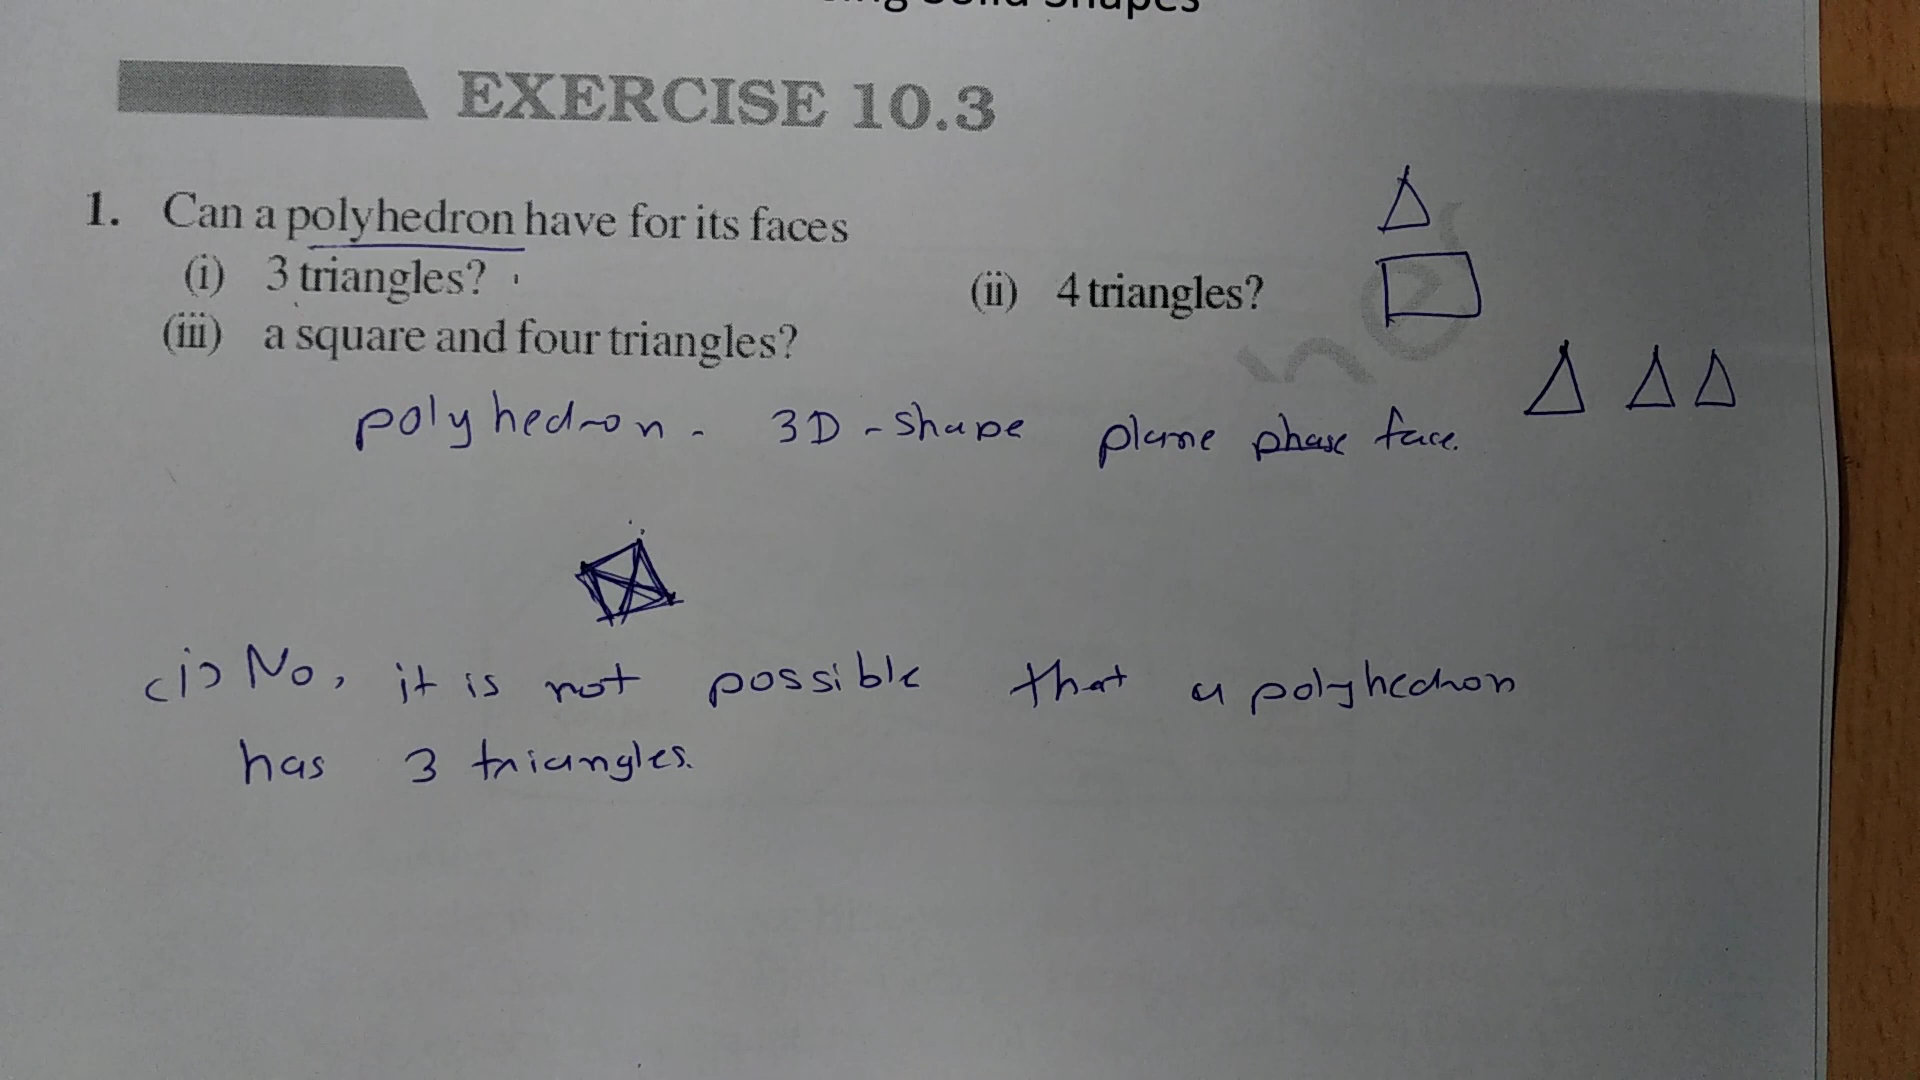 EXERCISE 10.3
1. Can a polyhedron have for its faces
(i) 3 triangles? (ii) 4 triangles?
(iii) a square and four triangles?
polyhedron - 3D - shape plane phase face.
(i) No, it is not possible that a polyhedron
has 3 triangles.